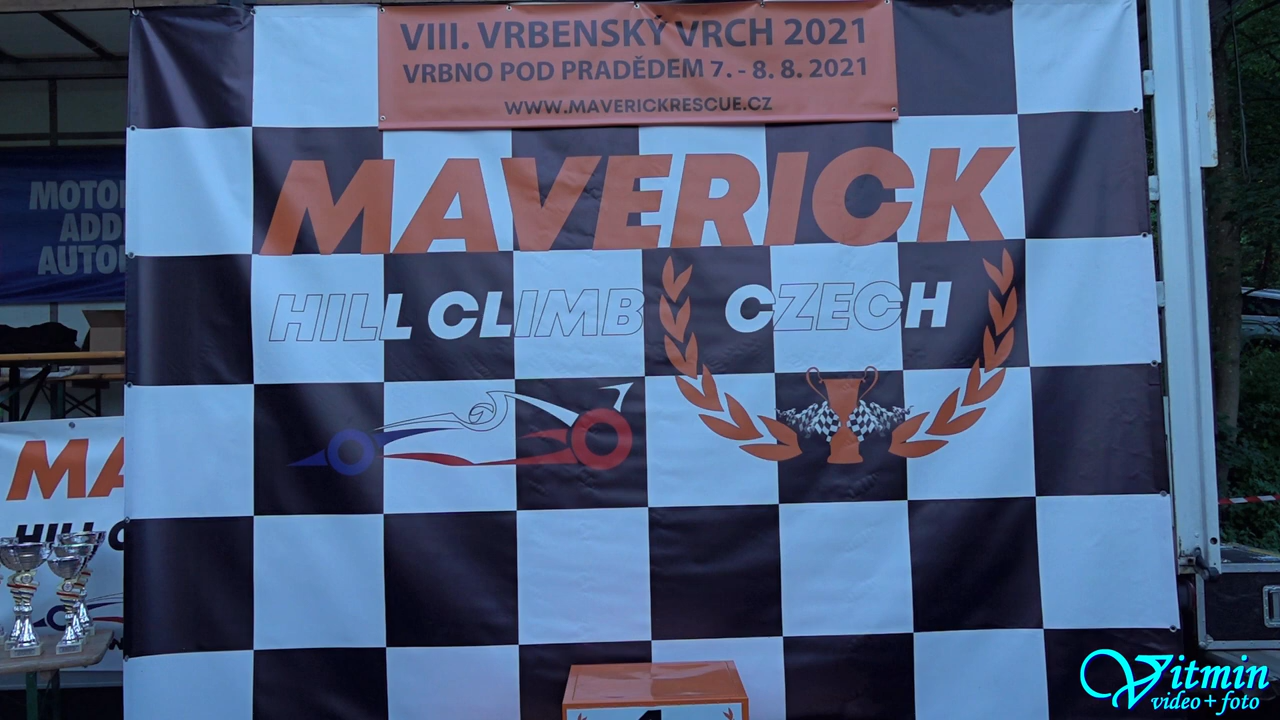 VIII. VRBENSKÝ VRCH 2021
VRBNO POD PRADĚDEM 7. - 8. 8. 2021
WWW.MAVERICKRESCUE.CZ
MAVERICK
HILL CLIMB CZECH
MOTO
ADD
AUTO
MA
HILL C
1
Vitmin
video + foto